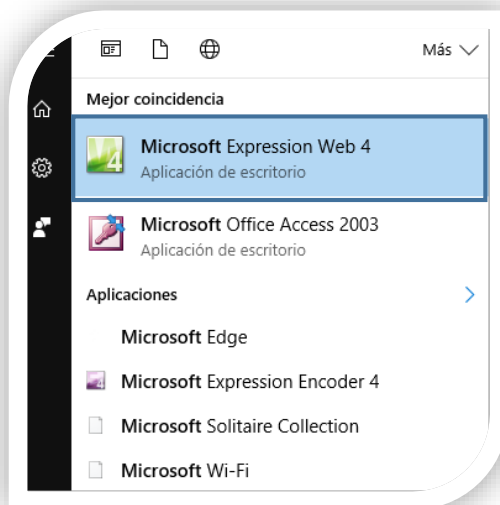 Más
Mejor coincidencia
Microsoft Expression Web 4
Aplicación de escritorio
Microsoft Office Access 2003
Aplicación de escritorio
Aplicaciones
Microsoft Edge
Microsoft Expression Encoder 4
Microsoft Solitaire Collection
Microsoft Wi-Fi